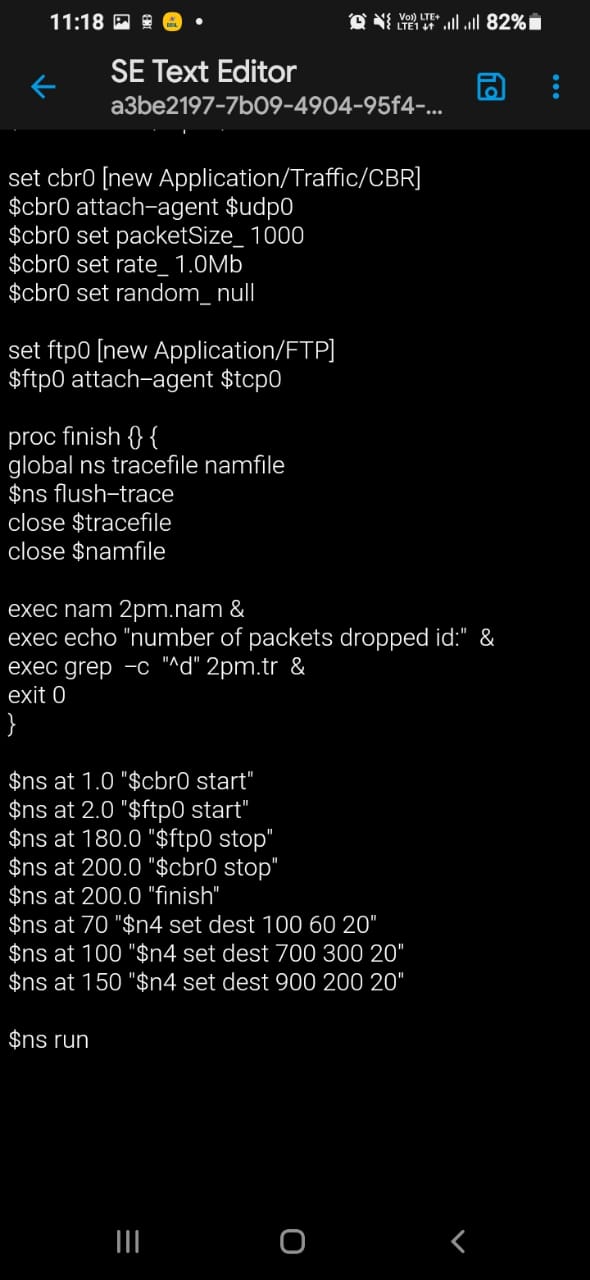 11:18 Vo)) LTE+ LTE1 82%
SE Text Editor
a3be2197-7b09-4904-95f4-...
set cbr0 [new Application/Traffic/CBR]
$cbr0 attach-agent $udp0
$cbr0 set packetSize_ 1000
$cbr0 set rate_ 1.0Mb
$cbr0 set random_ null
set ftp0 [new Application/FTP]
$ftp0 attach-agent $tcp0
proc finish {} {
global ns tracefile namfile
$ns flush-trace
close $tracefile
close $namfile
exec nam 2pm.nam &
exec echo "number of packets dropped id:"  &
exec grep  -c  "^d" 2pm.tr  &
exit 0
}
$ns at 1.0 "$cbr0 start"
$ns at 2.0 "$ftp0 start"
$ns at 180.0 "$ftp0 stop"
$ns at 200.0 "$cbr0 stop"
$ns at 200.0 "finish"
$ns at 70 "$n4 set dest 100 60 20"
$ns at 100 "$n4 set dest 700 300 20"
$ns at 150 "$n4 set dest 900 200 20"
$ns run